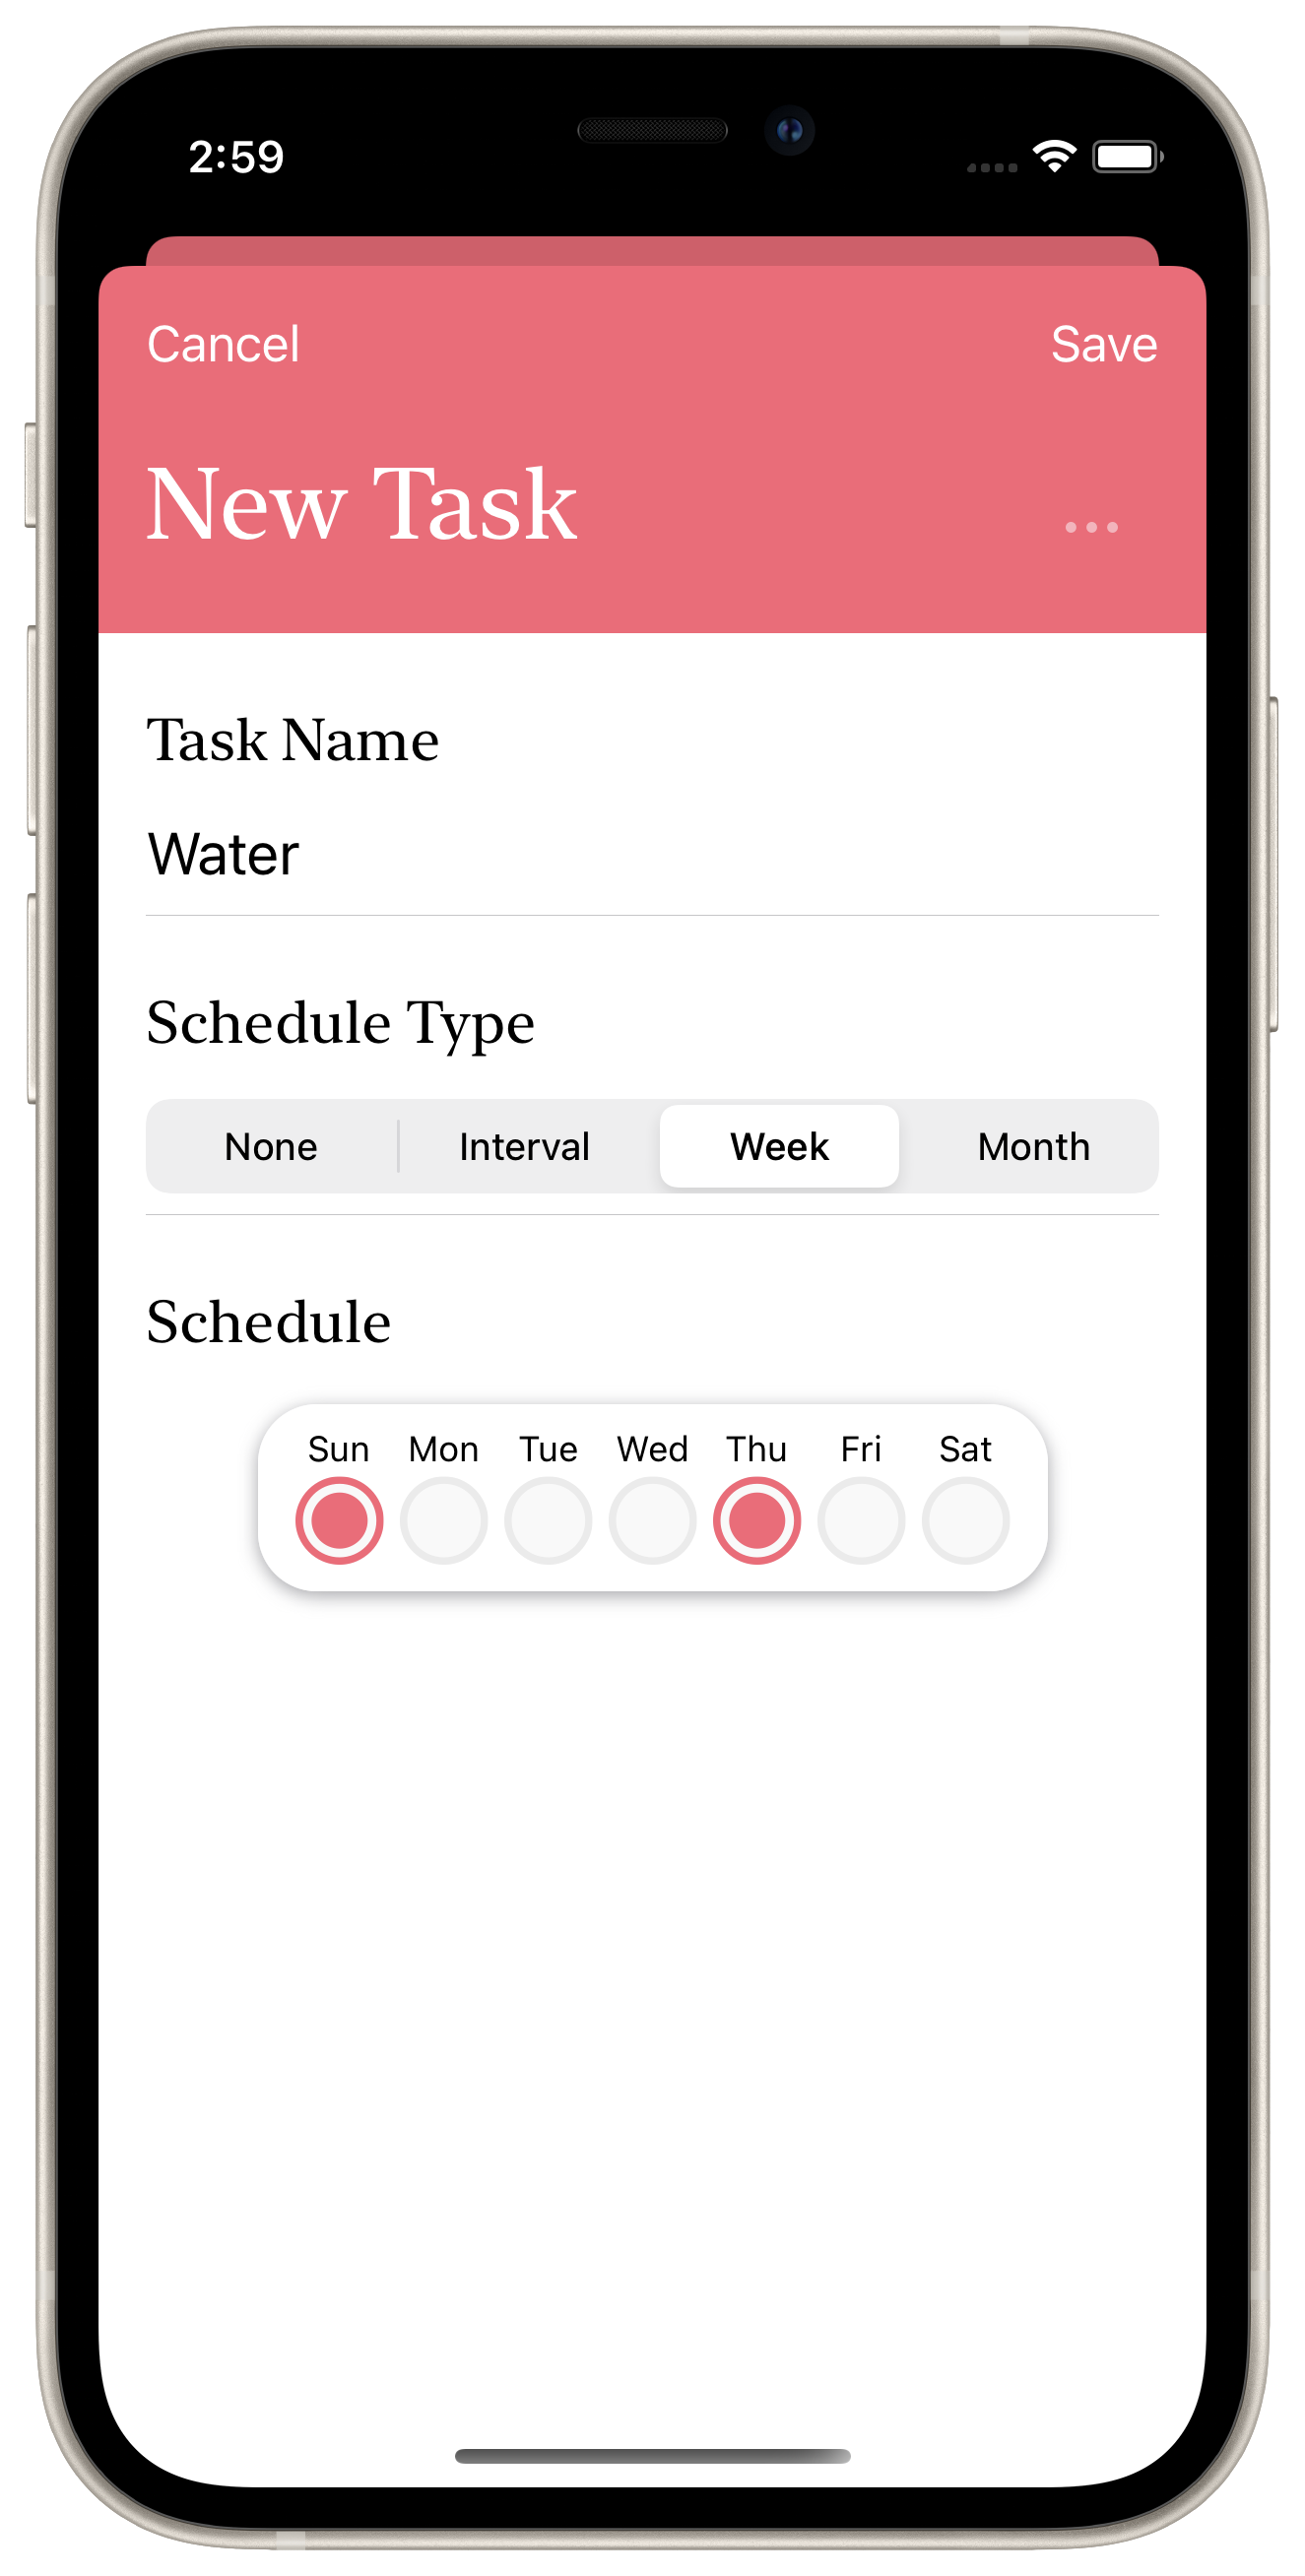 2:59
Cancel Save
New Task
Task Name
Water
Schedule Type
None Interval Week Month
Schedule
Sun Mon Tue Wed Thu Fri Sat